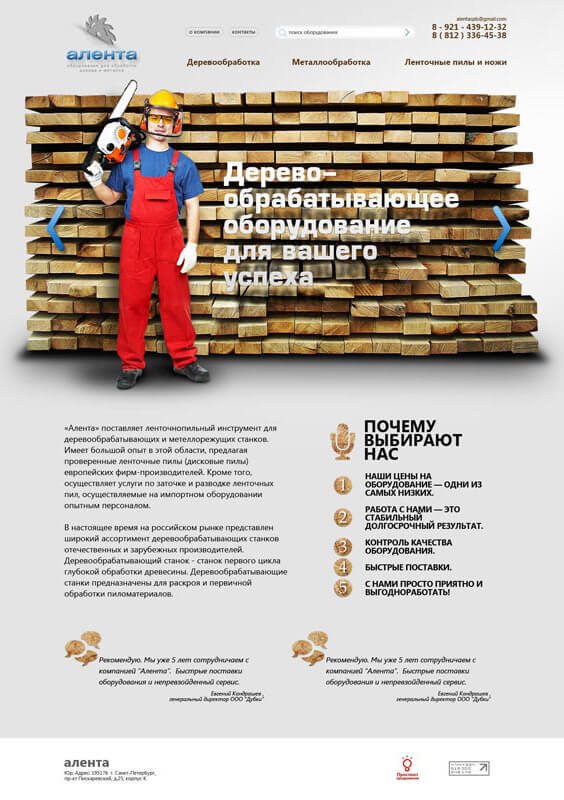 алента
оборудование для обработки
дерева и металла
О КОМПАНИИ
КОНТАКТЫ
поиск оборудования
alentaspb@gmail.com
8 - 921 - 439-12-32
8 ( 812 ) 336-45-38
Деревообработка
Металлообработка
Ленточные пилы и ножи
Дерево-
обрабатывающее
оборудование
для вашего
успеха
«Алента» поставляет ленточнопильный инструмент для
деревообрабатывающих и метеллорежущих станков.
Имеет большой опыт в этой области, предлагая
проверенные ленточные пилы (дисковые пилы)
европейских фирм-производителей. Кроме того,
осуществляет услуги по заточке и разводке ленточных
пил, осуществляемые на импортном оборудовании
опытным персоналом.
В настоящее время на российском рынке представлен
широкий ассортимент деревообрабатывающих станков
отечественных и зарубежных производителей.
Деревообрабатывающий станок - станок первого цикла
глубокой обработки древесины. Деревообрабатывающие
станки предназначены для раскроя и первичной
обработки пиломатериалов.
ПОЧЕМУ
ВЫБИРАЮТ
НАС
1 НАШИ ЦЕНЫ НА
ОБОРУДОВАНИЕ — ОДНИ ИЗ
САМЫХ НИЗКИХ.
2 РАБОТА С НАМИ — ЭТО
СТАБИЛЬНЫЙ
ДОЛГОСРОЧНЫЙ РЕЗУЛЬТАТ.
3 КОНТРОЛЬ КАЧЕСТВА
ОБОРУДОВАНИЯ.
4 БЫСТРЫЕ ПОСТАВКИ.
5 С НАМИ ПРОСТО ПРИЯТНО И
ВЫГОДНОРАБОТАТЬ!
Рекомендую. Мы уже 5 лет сотрудничаем с
компанией "Алента". Быстрые поставки
оборудования и непревзойденный сервис.
Евгений Кондрашев ,
генеральный директор ООО "Дубки"
Рекомендую. Мы уже 5 лет сотрудничаем с
компанией "Алента". Быстрые поставки
оборудования и непревзойденный сервис.
Евгений Кондрашев ,
генеральный директор ООО "Дубки"
алента
Юр. Адрес: 195176 г. Санкт-Петербург,
пр-кт Пискаревский, д.25, корпус К
Проспект
продвижения